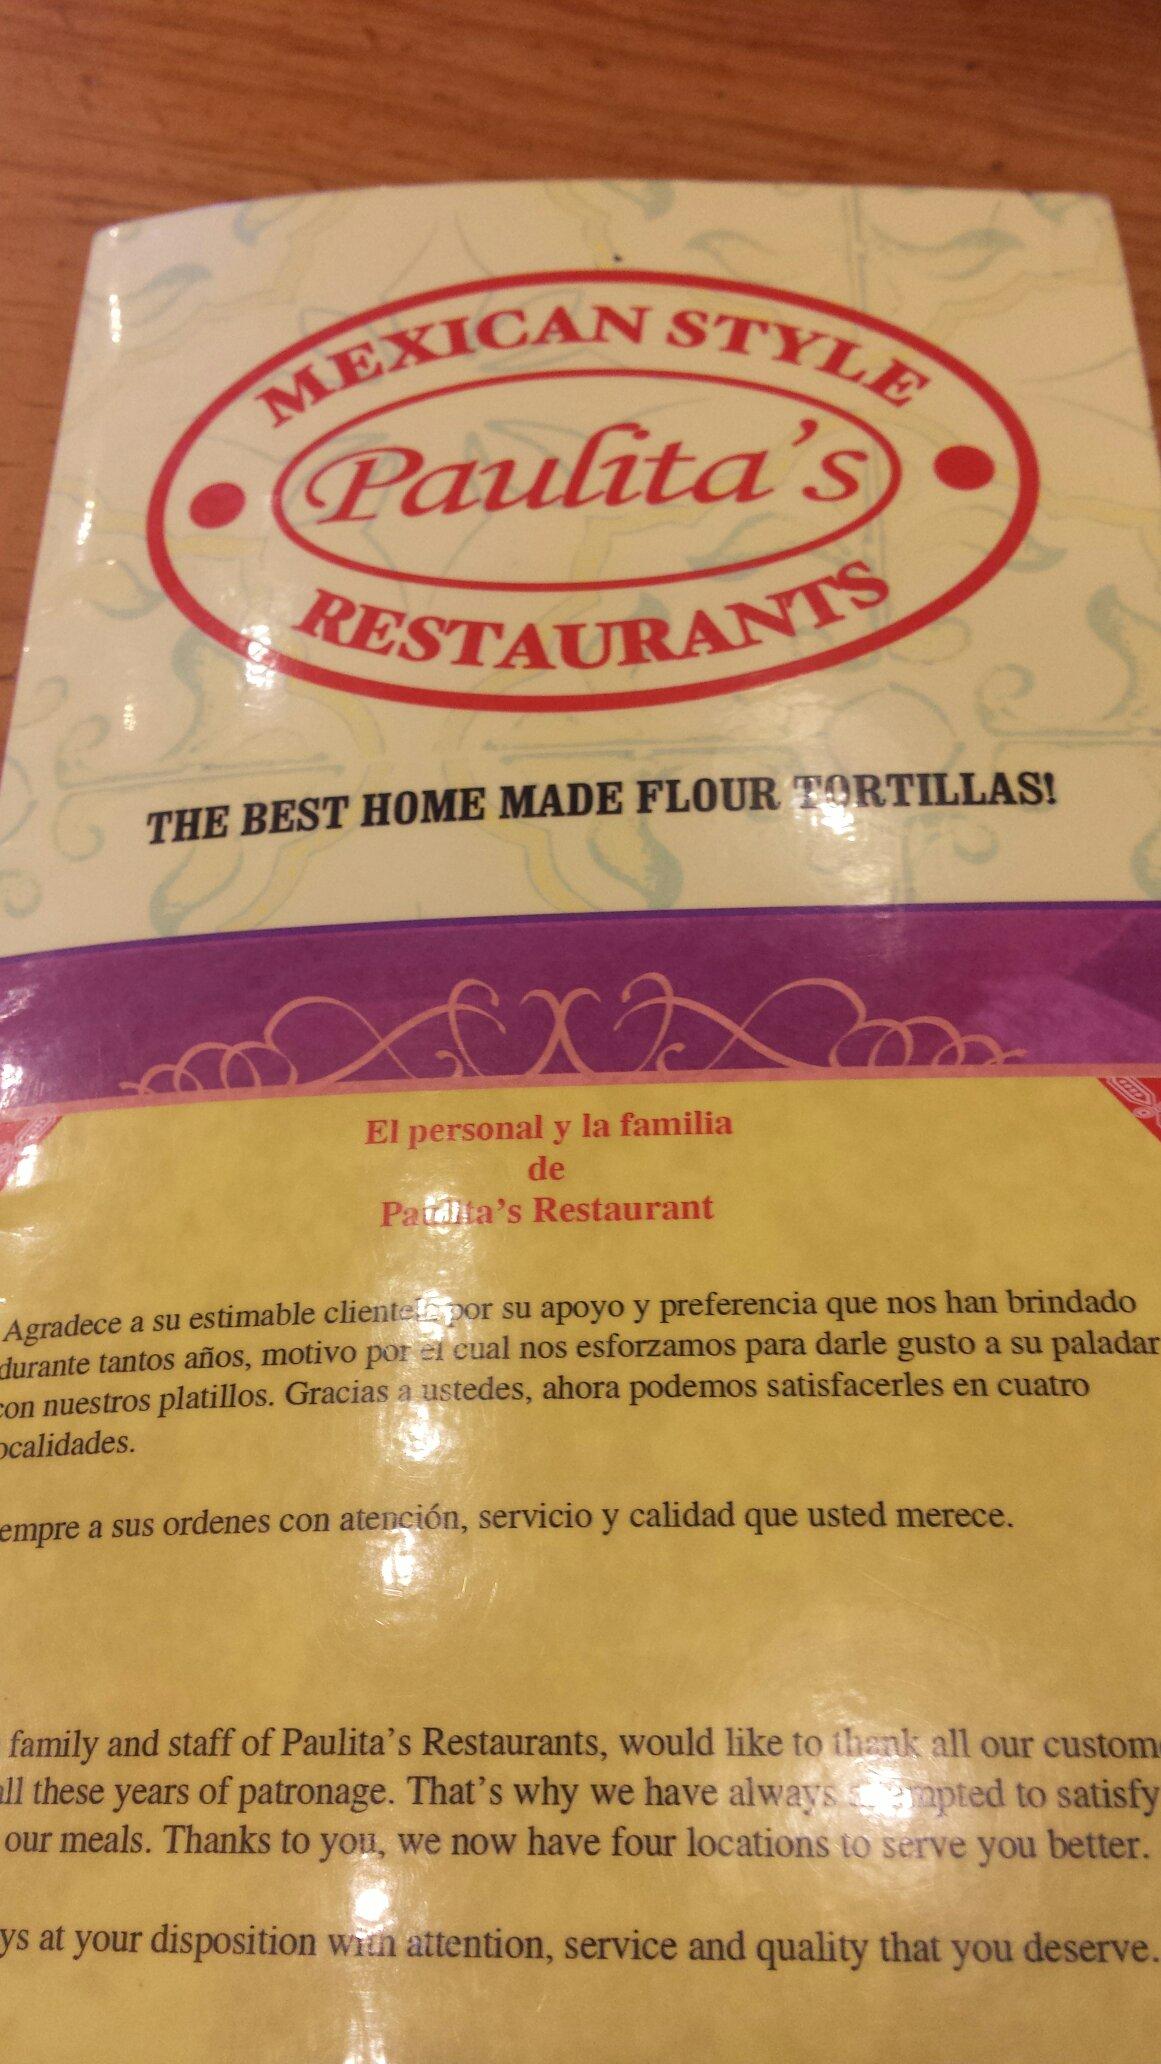 MEXICAN STYLE
Paulita's
RESTAURANTS
THE BEST HOME MADE FLOUR TORTILLAS!
El personal y la familia
de
Paulita's Restaurant
Agradece a su estimable clientela por su apoyo y preferencia que nos han brindado
durante tantos años, motivo por el cual nos esforzamos para darle gusto a su paladar
con nuestros platillos. Gracias a ustedes, ahora podemos satisfacerles en cuatro
ocalidades.
empre a sus ordenes con atención, servicio y calidad que usted merece.
family and staff of Paulita's Restaurants, would like to thank all our custome
all these years of patronage. That's why we have always attempted to satisfy
our meals. Thanks to you, we now have four locations to serve you better.
ys at your disposition with attention, service and quality that you deserve.